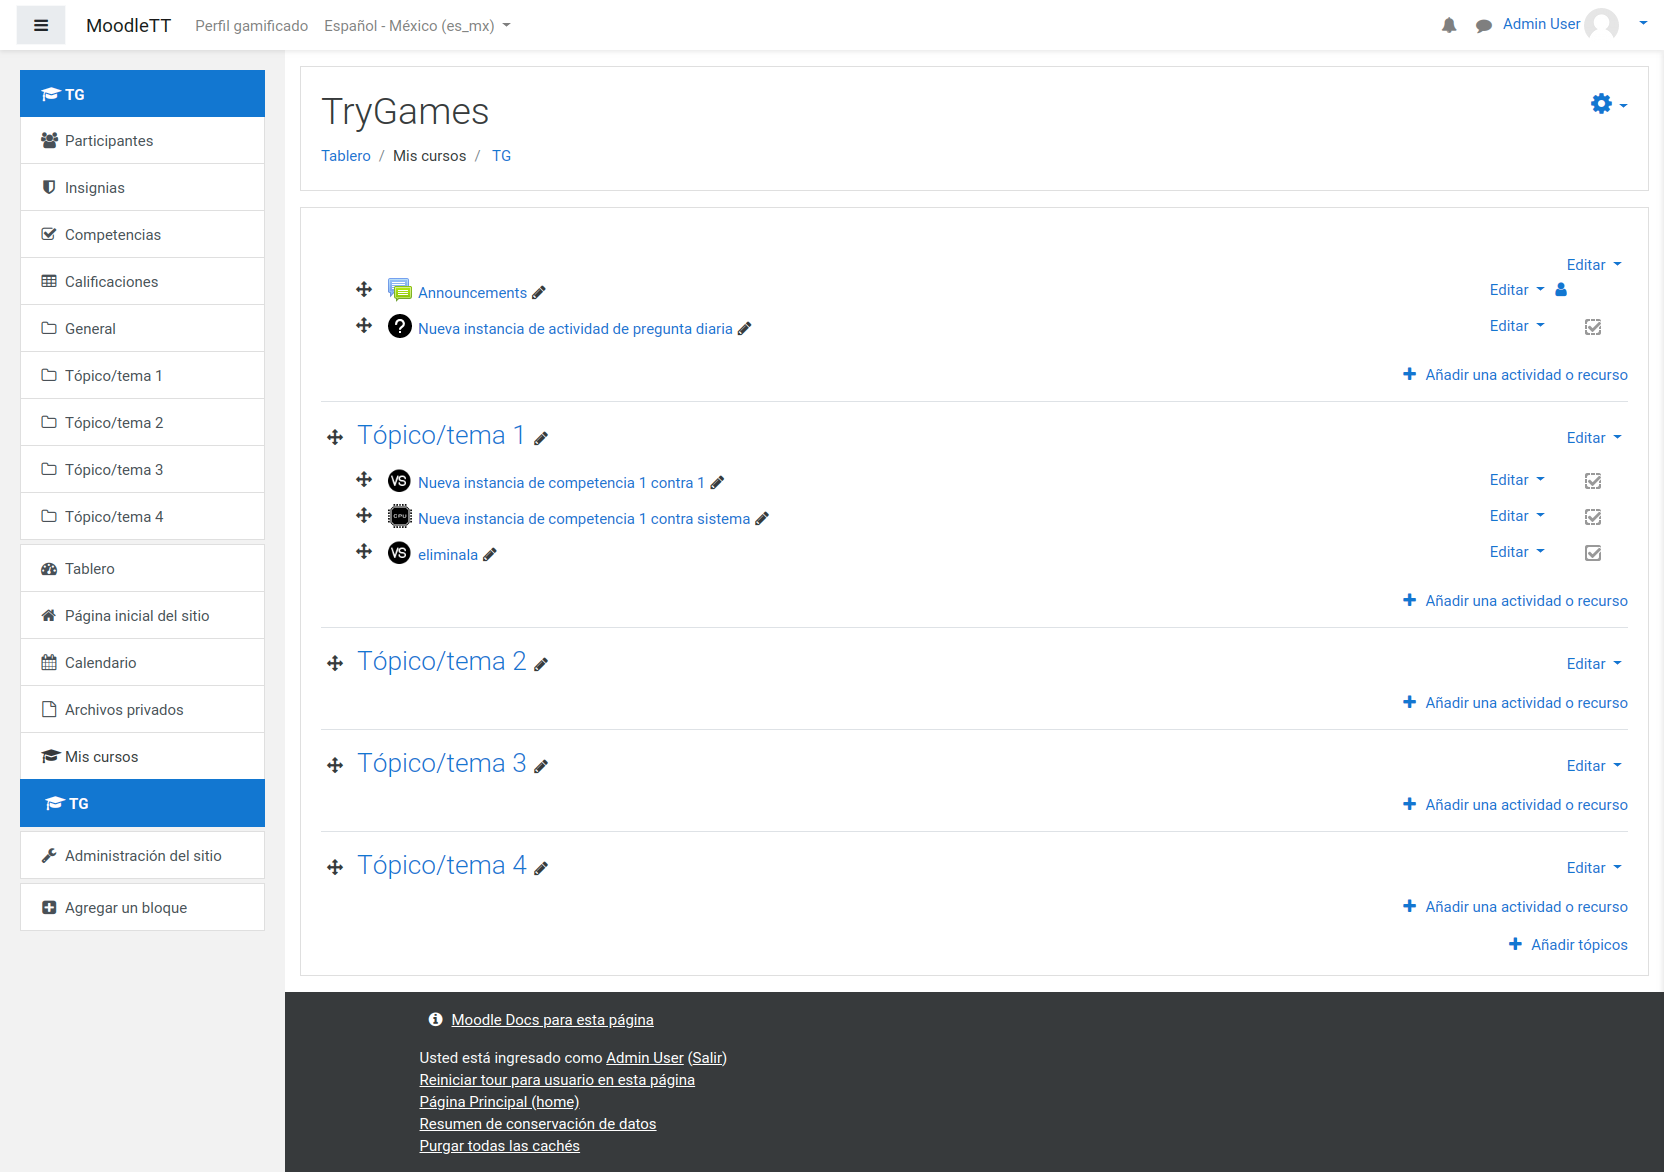 MoodleTT Perfil gamificado Español - México (es_mx) Admin User
TG
Participantes
Insignias
Competencias
Calificaciones
General
Tópico/tema 1
Tópico/tema 2
Tópico/tema 3
Tópico/tema 4
Tablero
Página inicial del sitio
Calendario
Archivos privados
Mis cursos
TG
Administración del sitio
Agregar un bloque
TryGames
Tablero / Mis cursos / TG
Editar
Announcements Editar
? Nueva instancia de actividad de pregunta diaria Editar
Añadir una actividad o recurso
Tópico/tema 1 Editar
VS Nueva instancia de competencia 1 contra 1 Editar
CPU Nueva instancia de competencia 1 contra sistema Editar
VS eliminala Editar
Añadir una actividad o recurso
Tópico/tema 2 Editar
Añadir una actividad o recurso
Tópico/tema 3 Editar
Añadir una actividad o recurso
Tópico/tema 4 Editar
Añadir una actividad o recurso
Añadir tópicos
Moodle Docs para esta página
Usted está ingresado como Admin User (Salir)
Reiniciar tour para usuario en esta página
Página Principal (home)
Resumen de conservación de datos
Purgar todas las cachés